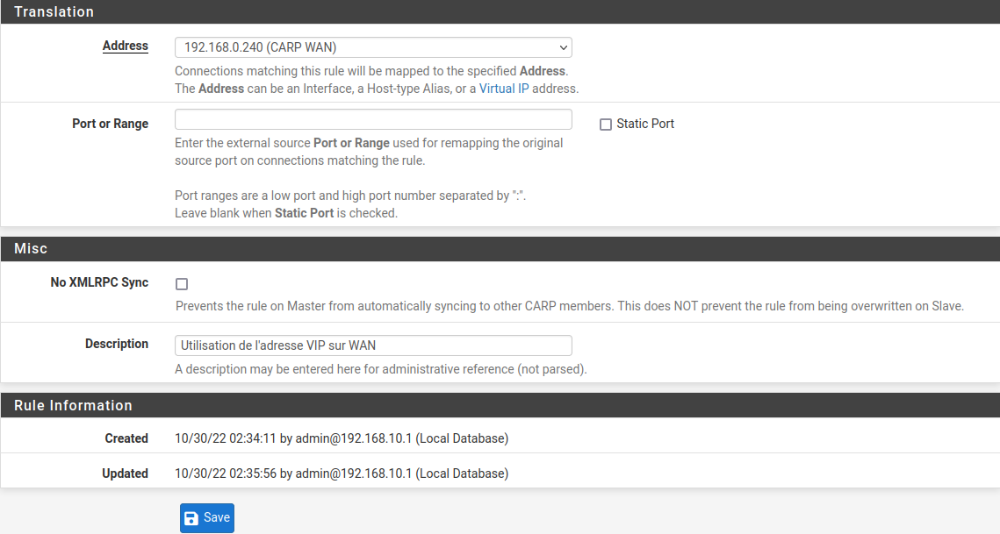 Translation
Address
192.168.0.240 (CARP WAN)
Connections matching this rule will be mapped to the specified Address.
The Address can be an Interface, a Host-type Alias, or a Virtual IP address.
Port or Range
Static Port
Enter the external source Port or Range used for remapping the original
source port on connections matching the rule.
Port ranges are a low port and high port number separated by ":".
Leave blank when Static Port is checked.
Misc
No XMLRPC Sync
Prevents the rule on Master from automatically syncing to other CARP members. This does NOT prevent the rule from being overwritten on Slave.
Description
Utilisation de l'adresse VIP sur WAN
A description may be entered here for administrative reference (not parsed).
Rule Information
Created
10/30/22 02:34:11 by admin@192.168.10.1 (Local Database)
Updated
10/30/22 02:35:56 by admin@192.168.10.1 (Local Database)
Save